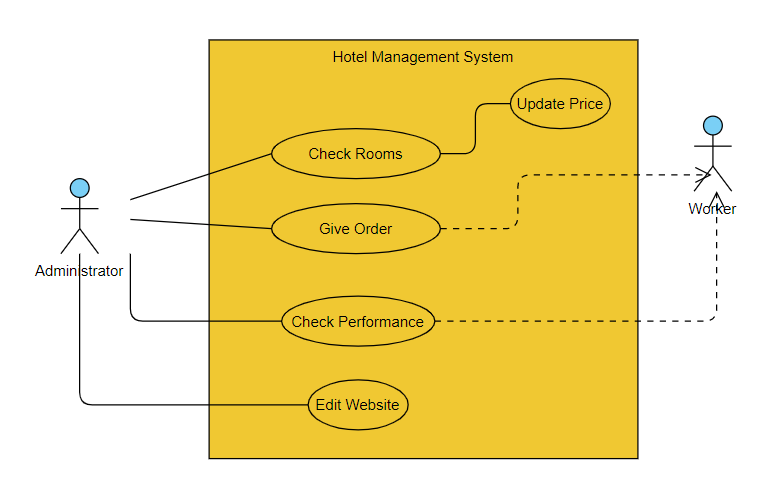 Hotel Management System
Update Price
Check Rooms
Worker
Give Order
Administrator
Check Performance
Edit Website